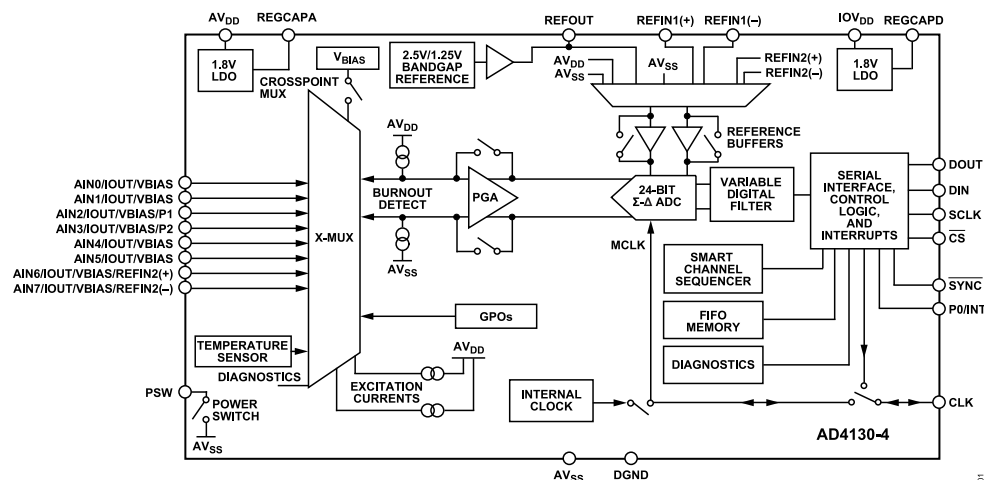 AVDD
REGCAPA
REFOUT
REFIN1(+)
REFIN1(–)
IOVDD
REGCAPD
1.8V
LDO
CROSSPOINT
MUX
VBIAS
2.5V/1.25V
BANDGAP
REFERENCE
AVDD
AVSS
AVSS
REFIN2(+)
REFIN2(–)
1.8V
LDO
REFERENCE
BUFFERS
AVDD
BURNOUT
DETECT
AVSS
PGA
24-BIT
Σ-Δ ADC
VARIABLE
DIGITAL
FILTER
SERIAL
INTERFACE,
CONTROL
LOGIC,
AND
INTERRUPTS
DOUT
DIN
SCLK
CS
SYNC
P0/INT
AIN0/IOUT/VBIAS
AIN1/IOUT/VBIAS
AIN2/IOUT/VBIAS/P1
AIN3/IOUT/VBIAS/P2
AIN4/IOUT/VBIAS
AIN5/IOUT/VBIAS
AIN6/IOUT/VBIAS/REFIN2(+)
AIN7/IOUT/VBIAS/REFIN2(–)
X-MUX
MCLK
SMART
CHANNEL
SEQUENCER
GPOs
FIFO
MEMORY
DIAGNOSTICS
TEMPERATURE
SENSOR
DIAGNOSTICS
AVDD
EXCITATION
CURRENTS
PSW
POWER
SWITCH
AVSS
INTERNAL
CLOCK
CLK
AD4130-4
AVSS
DGND